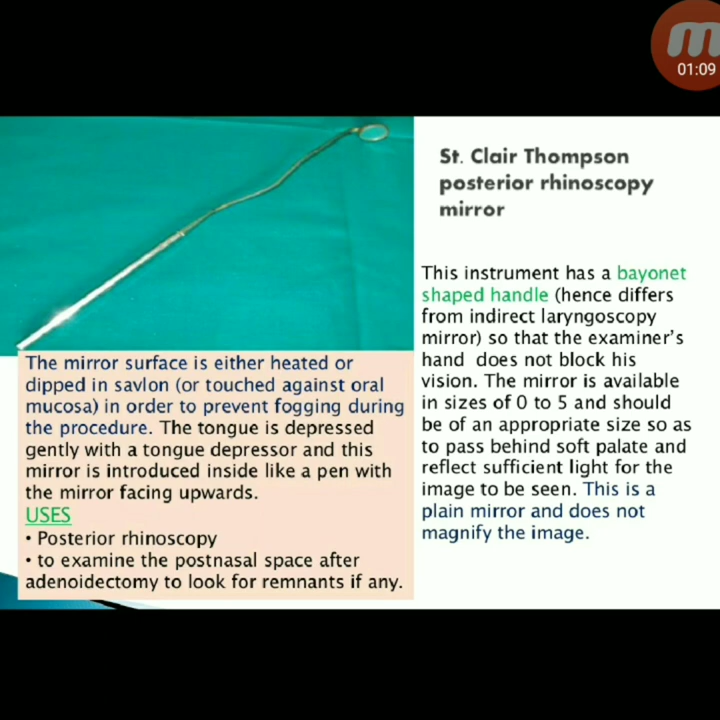 01:09
St. Clair Thompson
posterior rhinoscopy
mirror
This instrument has a bayonet
shaped handle (hence differs
from indirect laryngoscopy
mirror) so that the examiner's
hand does not block his
vision. The mirror is available
in sizes of 0 to 5 and should
be of an appropriate size so as
to pass behind soft palate and
reflect sufficient light for the
image to be seen. This is a
plain mirror and does not
magnify the image.
The mirror surface is either heated or
dipped in savlon (or touched against oral
mucosa) in order to prevent fogging during
the procedure. The tongue is depressed
gently with a tongue depressor and this
mirror is introduced inside like a pen with
the mirror facing upwards.
USES
• Posterior rhinoscopy
• to examine the postnasal space after
adenoidectomy to look for remnants if any.